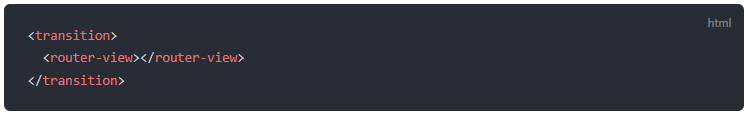 html
<transition>
  <router-view></router-view>
</transition>